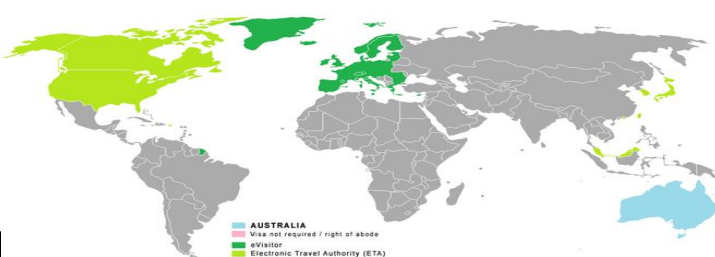 AUSTRALIA
Visa not required / right of abode
eVisitor
Electronic Travel Authority (ETA)